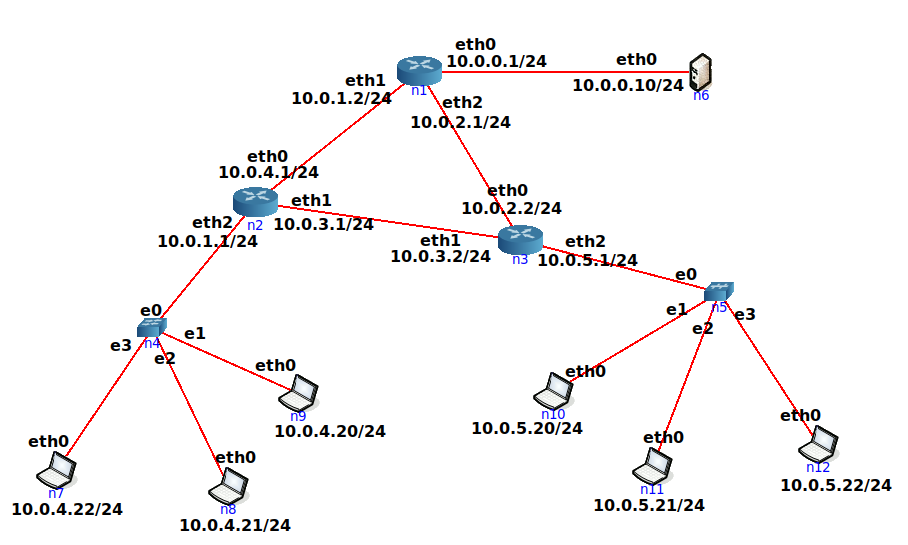 eth0
10.0.0.1/24
eth0
10.0.0.10/24
n6
eth1
10.0.1.2/24
n1
eth2
10.0.2.1/24
eth0
10.0.4.1/24
n2
eth1
10.0.3.1/24
eth2
10.0.1.1/24
eth0
10.0.2.2/24
eth1
10.0.3.2/24
n3
eth2
10.0.5.1/24
e0
n5
e1
e2
e3
e0
n4
e1
e2
e3
eth0
n9
10.0.4.20/24
eth0
n7
10.0.4.22/24
eth0
n8
10.0.4.21/24
eth0
n10
10.0.5.20/24
eth0
n11
10.0.5.21/24
eth0
n12
10.0.5.22/24